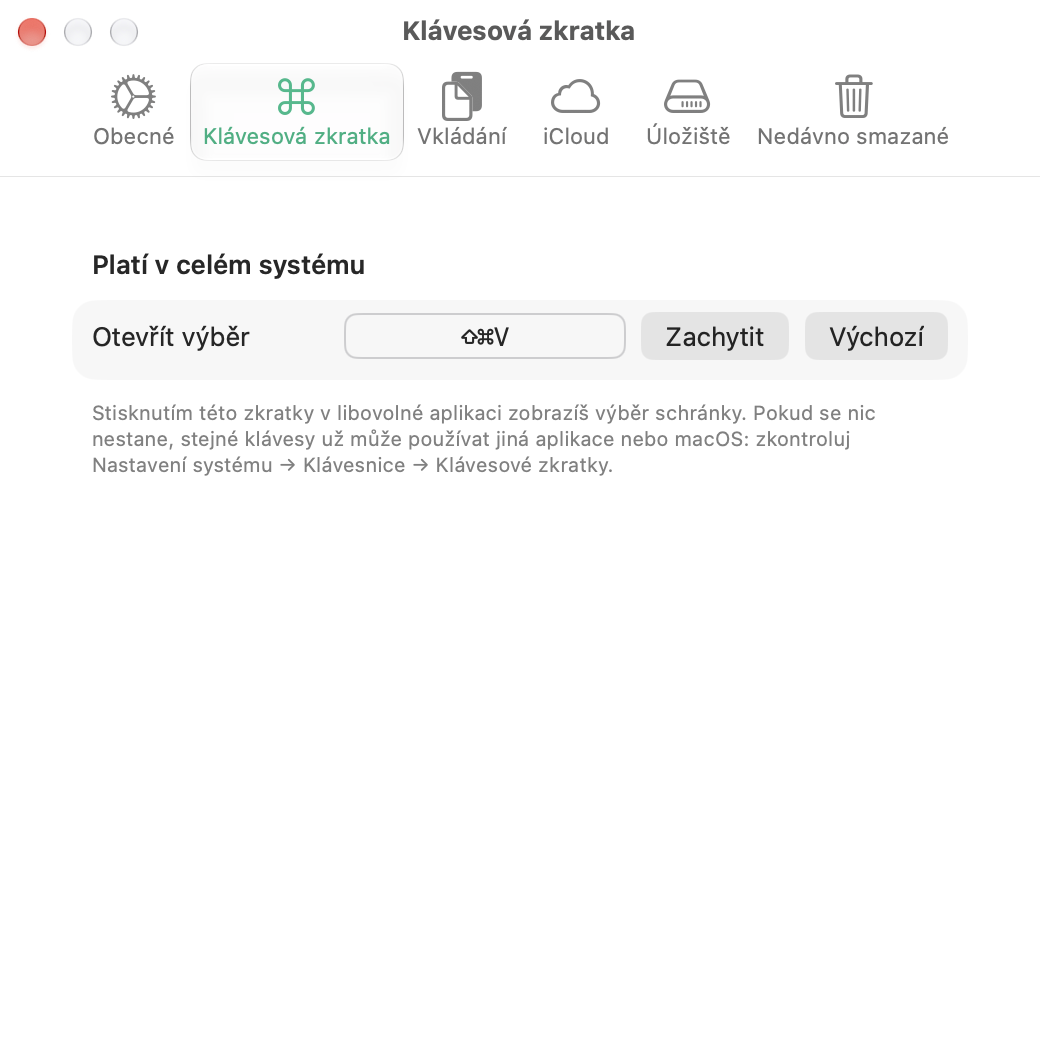 Klávesová zkratka
Obecné
Klávesová zkratka
Vkládání
iCloud
Úložiště
Nedávno smazané
Platí v celém systému
Otevřít výběr
⇧⌘V
Zachytit
Výchozí
Stisknutím této zkratky v libovolné aplikaci zobrazíš výběr schránky. Pokud se nic
nestane, stejné klávesy už může používat jiná aplikace nebo macOS: zkontroluj
Nastavení systému → Klávesnice → Klávesové zkratky.